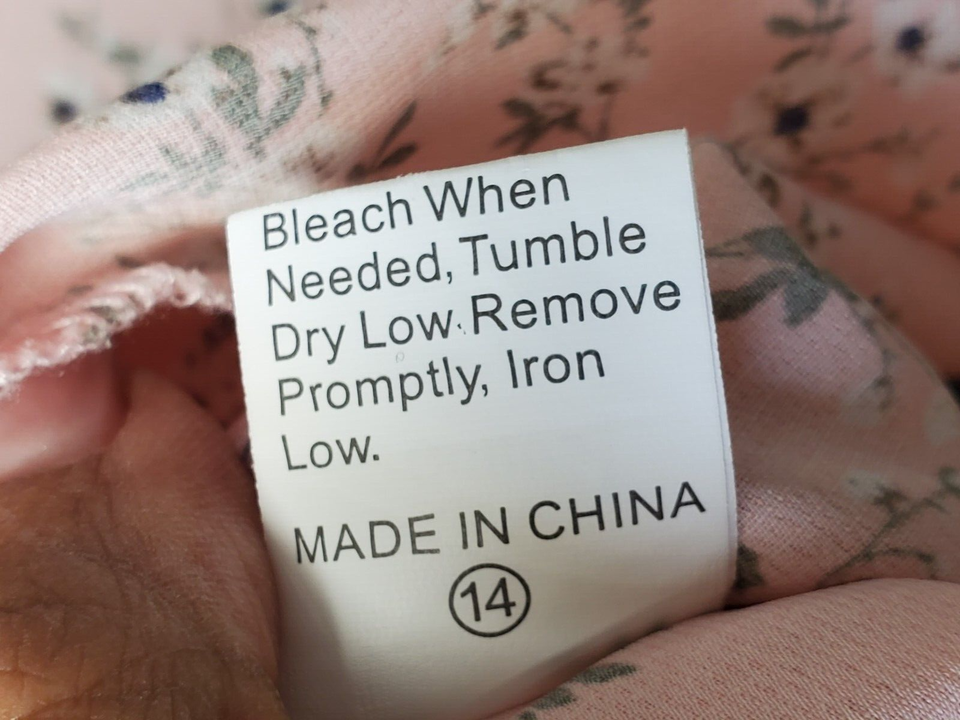 Bleach When
Needed, Tumble
Dry Low. Remove
Promptly, Iron
Low.
MADE IN CHINA
14